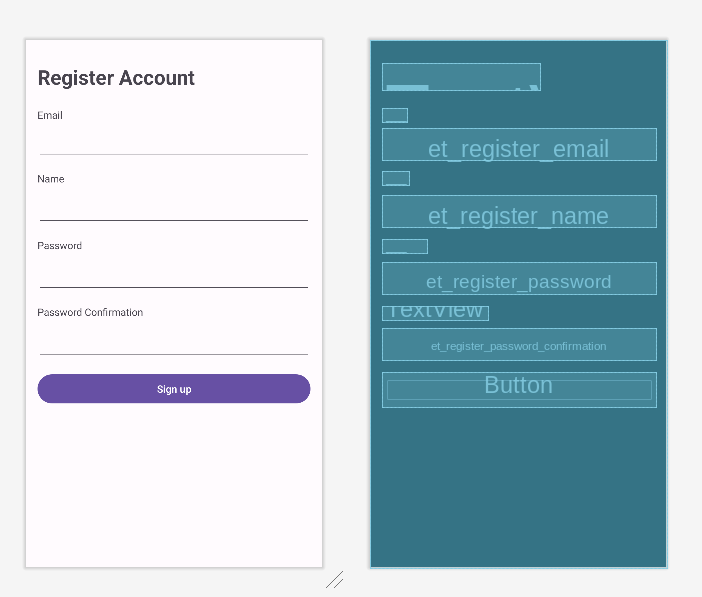 Register Account
Email
Name
Password
Password Confirmation
Sign up
et_register_email
et_register_name
et_register_password
TextView
et_register_password_confirmation
Button